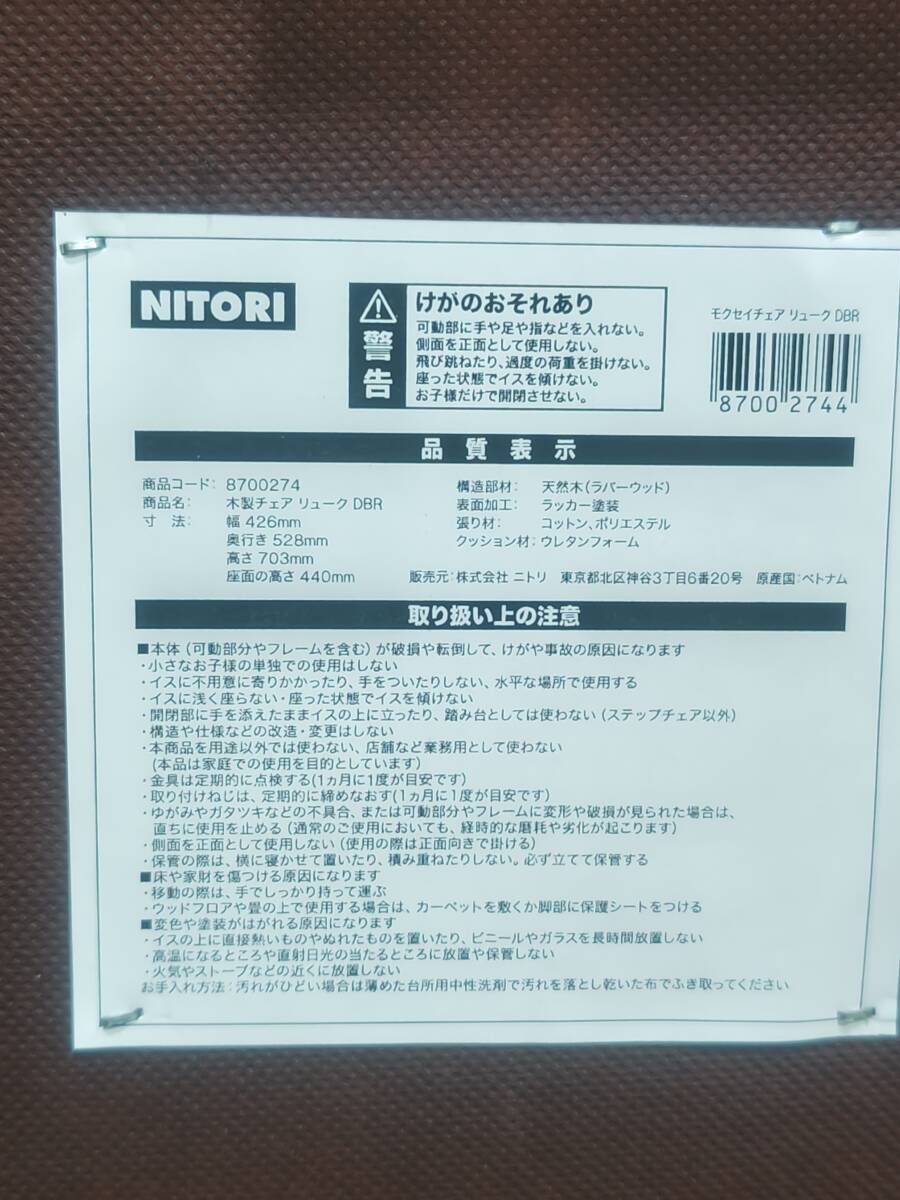 NITORI
警告
けがのおそれあり
可動部に手や足や指などを入れない。
側面を正面として使用しない。
飛び跳ねたり、過度の荷重を掛けない。
座った状態でイスを傾けない。
お子様だけで開閉させない。
モクセイチェア リューク DBR
8700 2744
品質表示
商品コード: 8700274
商品名: 木製チェア リューク DBR
寸 法: 幅 426mm
奥行き 528mm
高さ 703mm
座面の高さ 440mm
構造部材: 天然木(ラバーウッド)
表面加工: ラッカー塗装
張り材: コットン、ポリエステル
クッション材: ウレタンフォーム
販売元: 株式会社 ニトリ 東京都北区神谷3丁目6番20号 原産国: ベトナム
取り扱い上の注意
■本体(可動部分やフレームを含む)が破損や転倒して、けがや事故の原因になります
・小さなお子様の単独での使用はしない
・イスに不用意に寄りかかったり、手をついたりしない、水平な場所で使用する
・イスに浅く座らない・座った状態でイスを傾けない
・開閉部に手を添えたままイスの上に立ったり、踏み台としては使わない(ステップチェア以外)
・構造や仕様などの改造・変更はしない
・本商品を用途以外では使わない、店舗など業務用として使わない
(本品は家庭での使用を目的としています)
・金具は定期的に点検する(1ヵ月に1度が目安です)
・取り付けねじは、定期的に締めなおす(1ヵ月に1度が目安です)
・ゆがみやガタツキなどの不具合、または可動部分やフレームに変形や破損が見られた場合は、
直ちに使用を止める(通常のご使用においても、経時的な磨耗や劣化が起こります)
・側面を正面として使用しない(使用の際は正面向きで掛ける)
・保管の際は、横に寝かせて置いたり、積み重ねたりしない。必ず立てて保管する
■床や家財を傷つける原因になります
・移動の際は、手でしっかり持って運ぶ
・ウッドフロアや畳の上で使用する場合は、カーペットを敷くか脚部に保護シートをつける
■変色や塗装がはがれる原因になります
・イスの上に直接熱いものやぬれたものを置いたり、ビニールやガラスを長時間放置しない
・高温になるところや直射日光の当たるところに放置や保管しない
・火気やストーブなどの近くに放置しない
お手入れ方法: 汚れがひどい場合は薄めた台所用中性洗剤で汚れを落とし乾いた布でふき取ってください